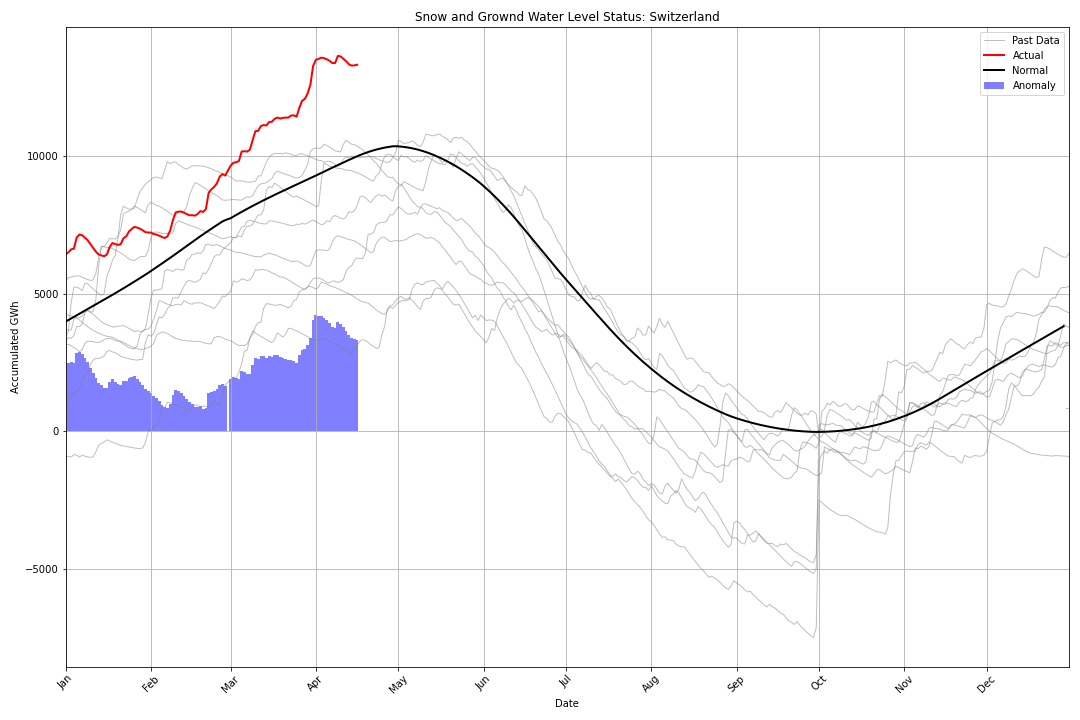 Snow and Grownd Water Level Status: Switzerland
Past Data
Actual
Normal
Anomaly
Accumulated GWh
10000
5000
0
−5000
Jan
Feb
Mar
Apr
May
Jun
Jul
Aug
Sep
Oct
Nov
Dec
Date